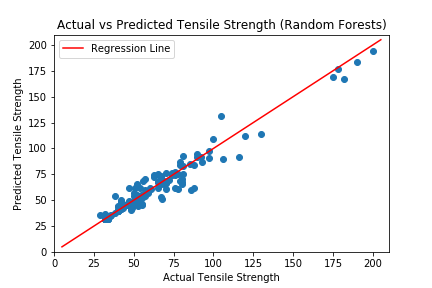 Actual vs Predicted Tensile Strength (Random Forests)
Regression Line
Predicted Tensile Strength
200
175
150
125
100
75
50
25
0
0 25 50 75 100 125 150 175 200
Actual Tensile Strength